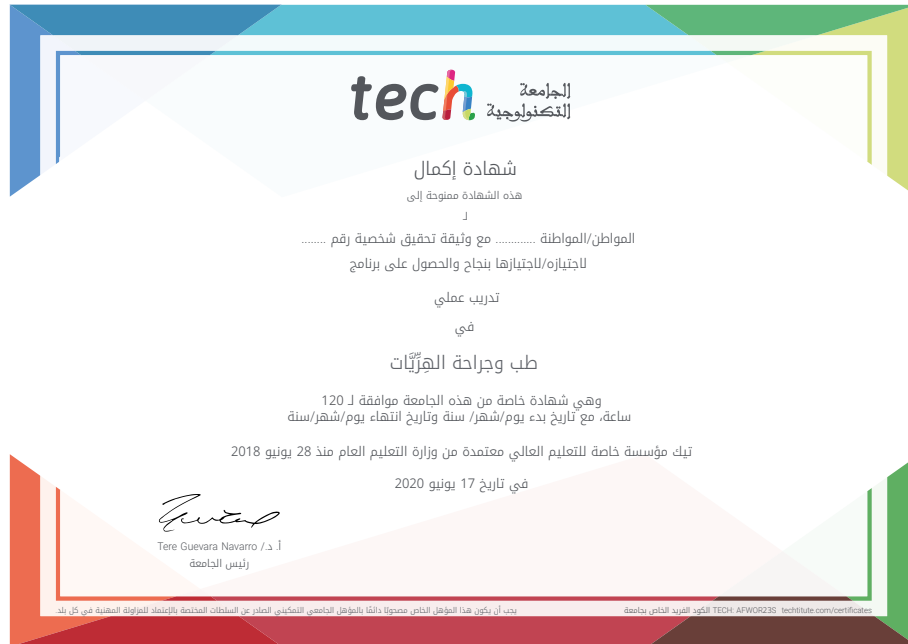 tech الجامعة
التكنولوجية
شهادة إكمال
هذه الشهادة ممنوحة إلى
لـ
المواطن/المواطنة ............ مع وثيقة تحقيق شخصية رقم ........
لاجتيازه/لاجتيازها بنجاح والحصول على برنامج
تدريب عملي
في
طب وجراحة الهِرِّيَّات
وهي شهادة خاصة من هذه الجامعة موافقة لـ 120
ساعة، مع تاريخ بدء يوم/شهر/ سنة وتاريخ انتهاء يوم/شهر/سنة
تيك مؤسسة خاصة للتعليم العالي معتمدة من وزارة التعليم العام منذ 28 يونيو 2018
في تاريخ 17 يونيو 2020
أ. د./ Tere Guevara Navarro
رئيس الجامعة
يجب أن يكون هذا المؤهل الخاص مصحوبًا دائمًا بالمؤهل الجامعي التمكيني الصادر عن السلطات المختصة بالإعتماد للمزاولة المهنية في كل بلد.
الكود الفريد الخاص بجامعة TECH: AFWOR23S techtitute.com/certificates